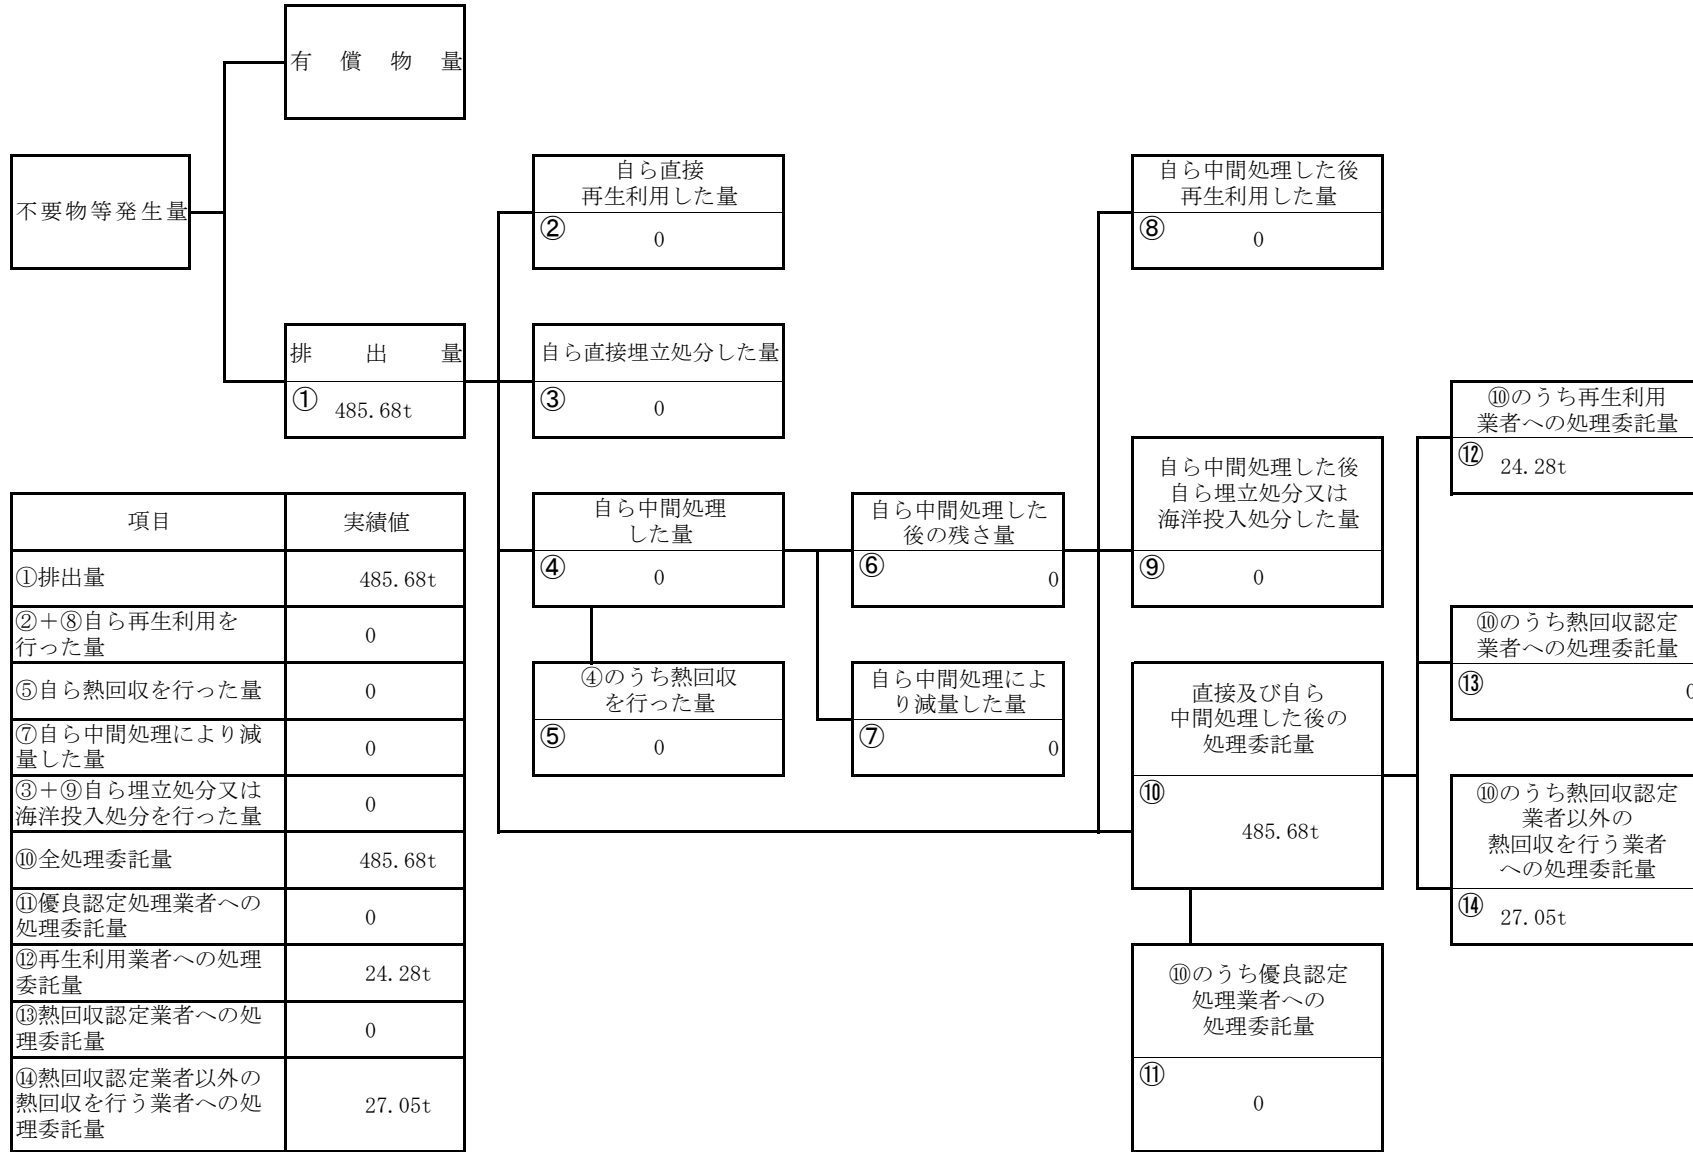 有償物量
不要物等発生量
排出量
① 485.68t
自ら直接
再生利用した量
② 0
自ら直接埋立処分した量
③ 0
自ら中間処理
した量
④ 0
④のうち熱回収
を行った量
⑤ 0
自ら中間処理した
後の残さ量
⑥ 0
自ら中間処理によ
り減量した量
⑦ 0
自ら中間処理した後
再生利用した量
⑧ 0
自ら中間処理した後
自ら埋立処分又は
海洋投入処分した量
⑨ 0
直接及び自ら
中間処理した後の
処理委託量
⑩
485.68t
⑩のうち優良認定
処理業者への
処理委託量
⑪
0
⑩のうち再生利用
業者への処理委託量
⑫ 24.28t
⑩のうち熱回収認定
業者への処理委託量
⑬ 0
⑩のうち熱回収認定
業者以外の
熱回収を行う業者
への処理委託量
⑭ 27.05t
項目 実績値
①排出量 485.68t
②+⑧自ら再生利用を
行った量 0
⑤自ら熱回収を行った量 0
⑦自ら中間処理により減
量した量 0
③+⑨自ら埋立処分又は
海洋投入処分を行った量 0
⑩全処理委託量 485.68t
⑪優良認定処理業者への
処理委託量 0
⑫再生利用業者への処理
委託量 24.28t
⑬熱回収認定業者への処
理委託量 0
⑭熱回収認定業者以外の
熱回収を行う業者への処
理委託量 27.05t